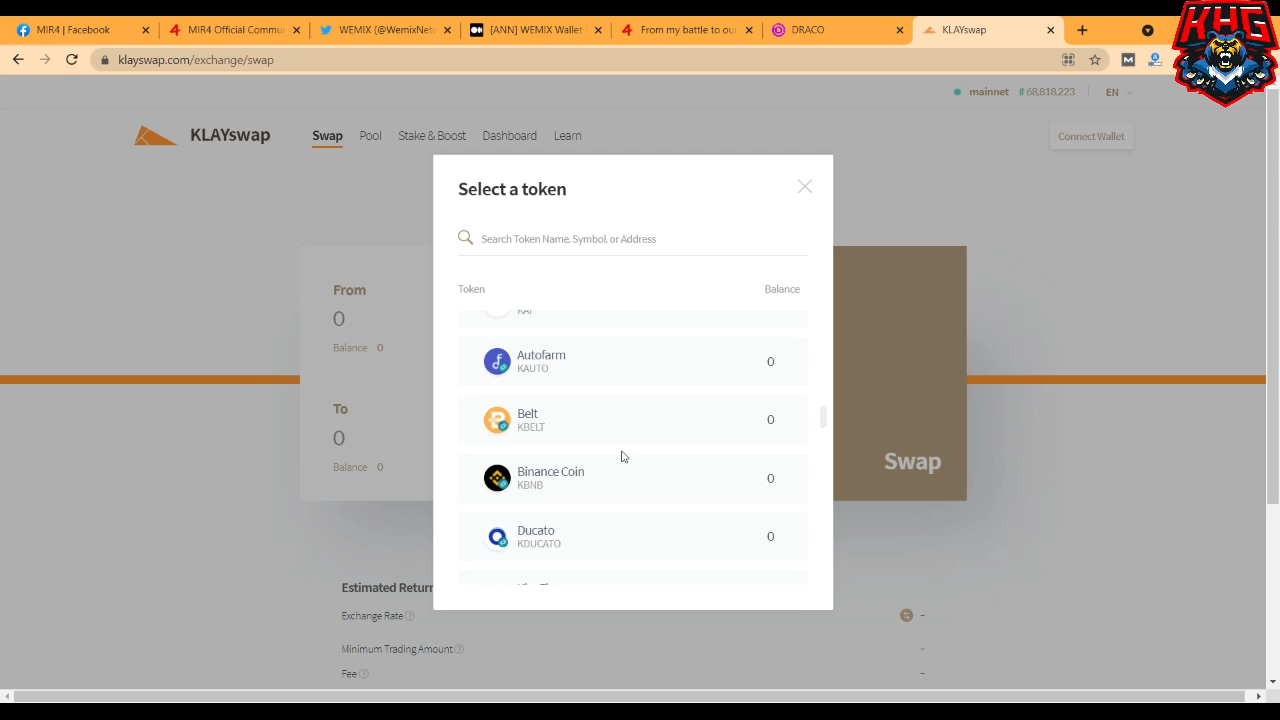 MIR4 | Facebook
MIR4 Official Commu
WEMIX (@WemixNet
[ANN] WEMIX Wallet
From my battle to our
DRACO
KLAYswap
klayswap.com/exchange/swap
KHG
mainnet # 68,818,223 EN
KLAYswap Swap Pool Stake & Boost Dashboard Learn Connect Wallet
Select a token
Search Token Name, Symbol, or Address
Token Balance
Autofarm
KAUTO
0
Belt
KBELT
0
Binance Coin
KBNB
0
Ducato
KDUCATO
0
From
0
Balance 0
To
0
Balance 0
Swap
Estimated Return
Exchange Rate ? -
Minimum Trading Amount ? -
Fee ? -